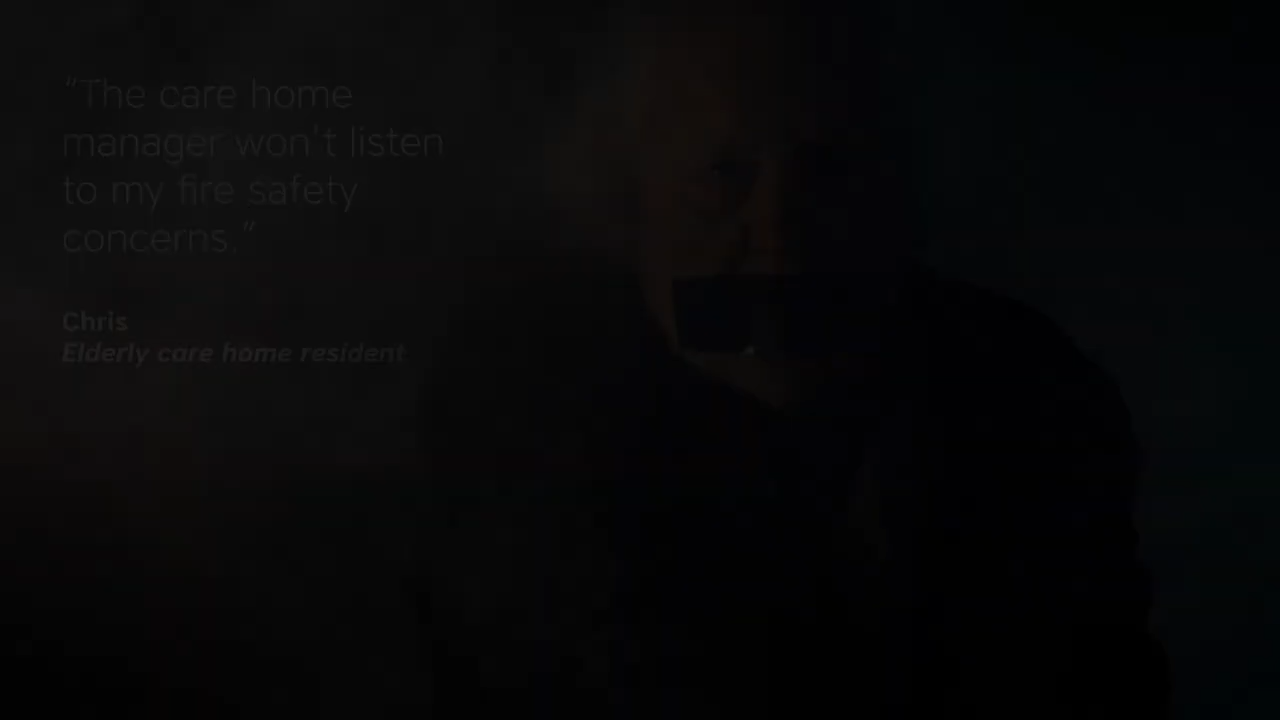 “The care home
manager won't listen
to my fire safety
concerns.”
Chris
Elderly care home resident